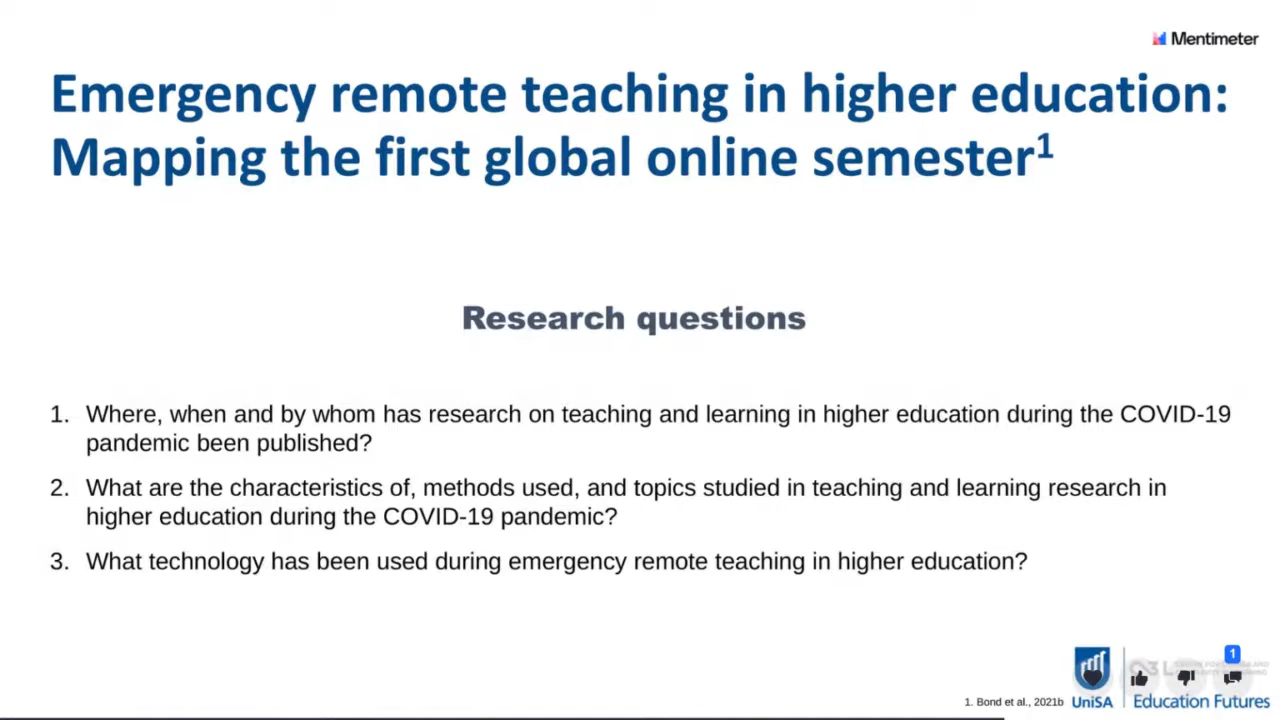 Mentimeter
Emergency remote teaching in higher education:
Mapping the first global online semester1
Research questions
1. Where, when and by whom has research on teaching and learning in higher education during the COVID-19
pandemic been published?
2. What are the characteristics of, methods used, and topics studied in teaching and learning research in
higher education during the COVID-19 pandemic?
3. What technology has been used during emergency remote teaching in higher education?
1
1. Bond et al., 2021b
UniSA
Education Futures